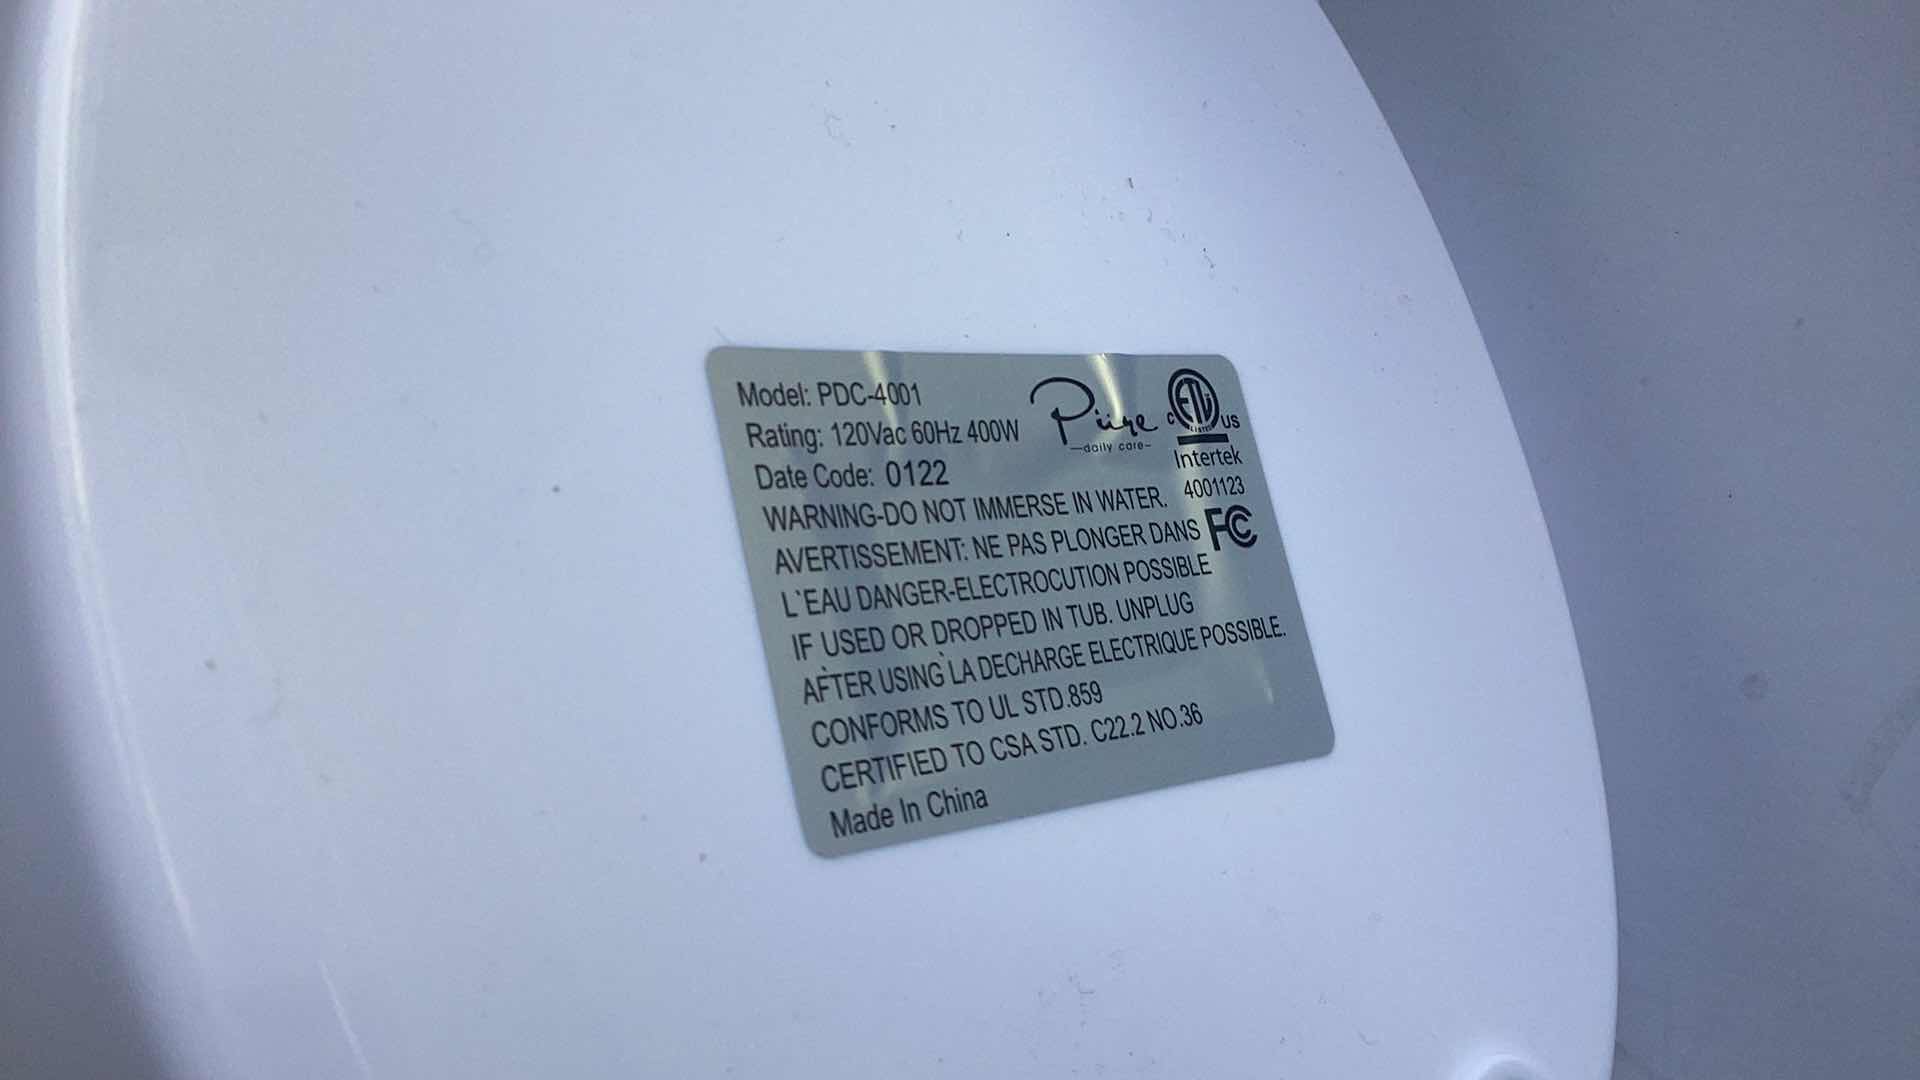 Model: PDC-4001
Rating: 120Vac 60Hz 400W
Date Code: 0122
Püre
—daily care—
c ETL LISTED US
Intertek
4001123
FC
WARNING-DO NOT IMMERSE IN WATER.
AVERTISSEMENT: NE PAS PLONGER DANS
L`EAU DANGER-ELECTROCUTION POSSIBLE
IF USED OR DROPPED IN TUB. UNPLUG
AFTER USING LA DECHARGE ELECTRIQUE POSSIBLE.
CONFORMS TO UL STD.859
CERTIFIED TO CSA STD. C22.2 NO.36
Made In China